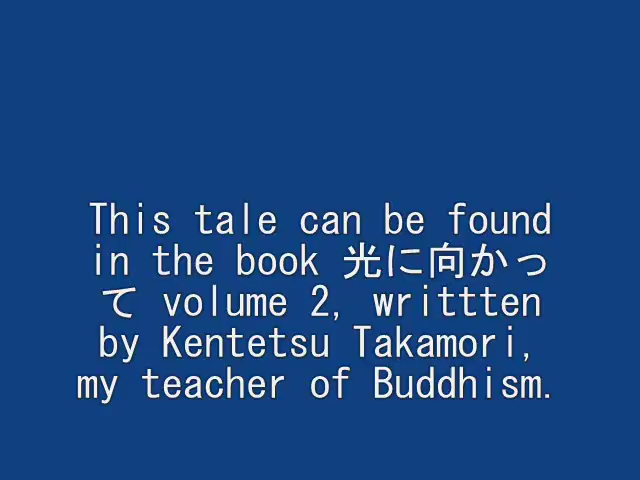 This tale can be found
in the book 光に向かっ
て volume 2, writtten
by Kentetsu Takamori,
my teacher of Buddhism.